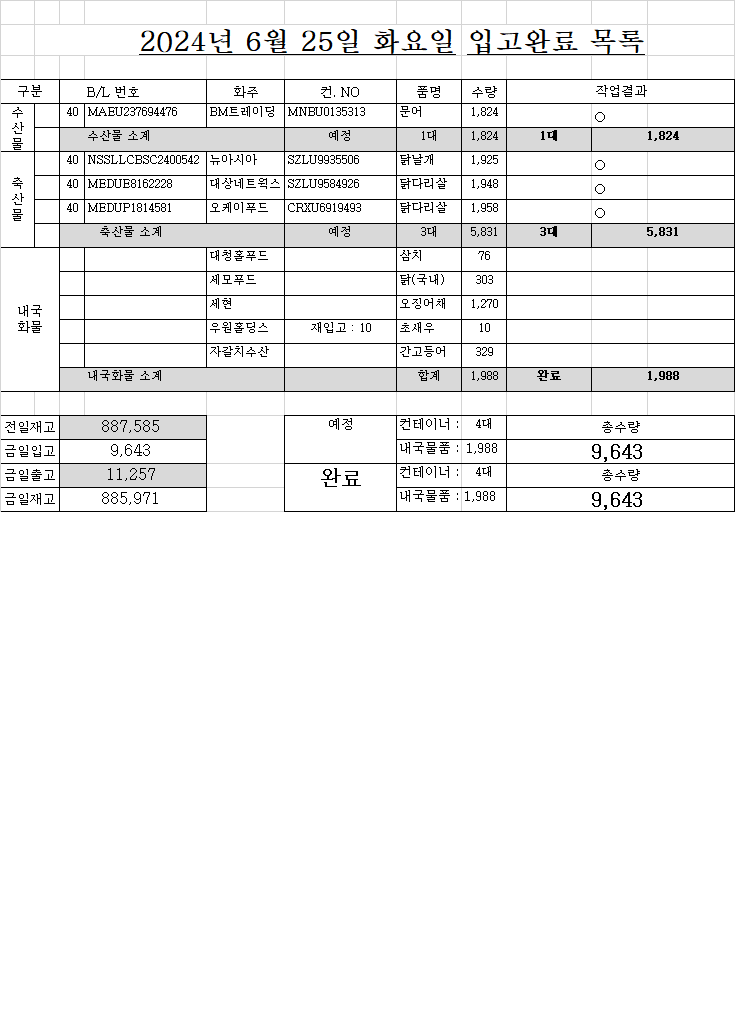 2024년 6월 25일 화요일 입고완료 목록
구분 B/L 번호 화주 컨. NO 품명 수량 작업결과
수산물 40 MAEU237694476 BM트레이딩 MNBU0135313 문어 1,824 ○
수산물 소계 예정 1대 1,824 1대 1,824
축산물 40 NSSLLCBSC2400542 뉴아시아 SZLU9935506 닭날개 1,925 ○
40 MEDUE8162228 대상네트웍스 SZLU9584926 닭다리살 1,948 ○
40 MEDUP1814581 오케이푸드 CRXU6919493 닭다리살 1,958 ○
축산물 소계 예정 3대 5,831 3대 5,831
내국화물 대청홀푸드 삼치 76
세모푸드 닭(국내) 303
세현 오징어채 1,270
우원홀딩스 재입고 : 10 초새우 10
자갈치수산 간고등어 329
내국화물 소계 합계 1,988 완료 1,988
전일재고 887,585 예정 컨테이너 : 4대 총수량
금일입고 9,643 내국물품 : 1,988 9,643
금일출고 11,257 완료 컨테이너 : 4대 총수량
금일재고 885,971 내국물품 : 1,988 9,643